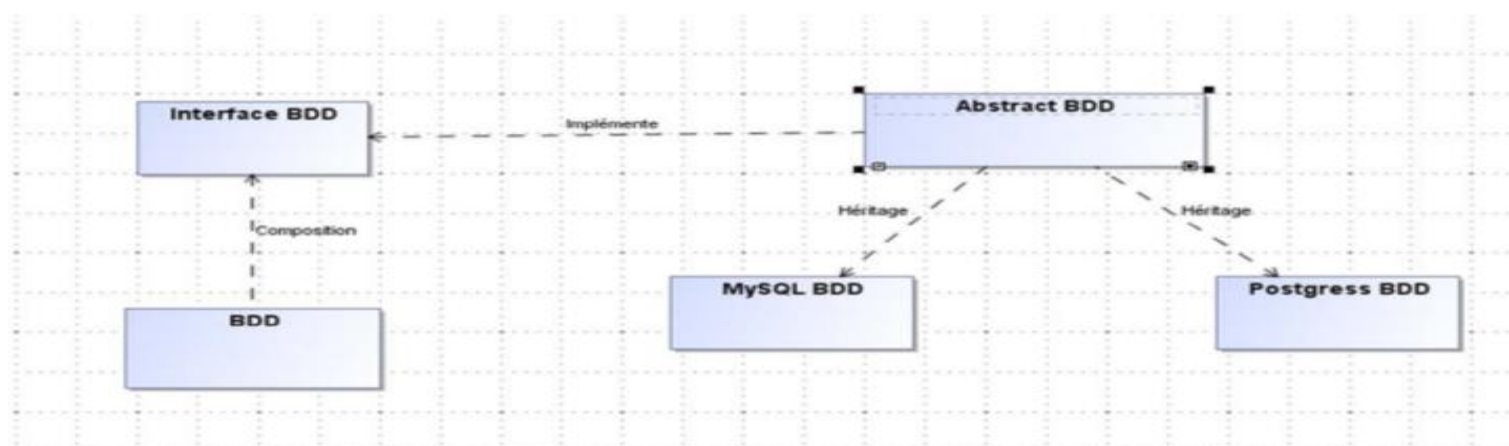 Interface BDD
Abstract BDD
Implémente
Héritage
Héritage
Composition
MySQL BDD
Postgress BDD
BDD